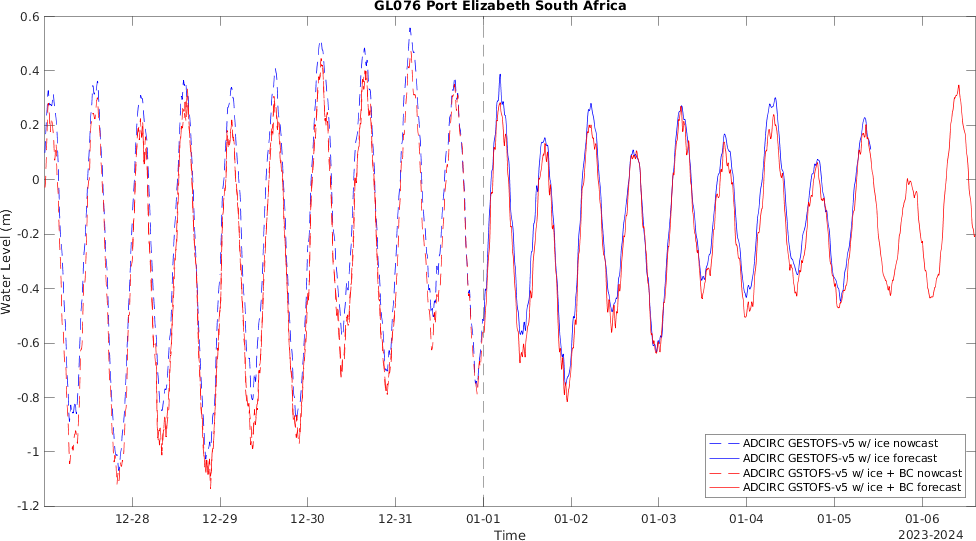 GL076 Port Elizabeth South Africa
0.6
0.4
0.2
0
-0.2
-0.4
-0.6
-0.8
-1
-1.2
Water Level (m)
ADCIRC GESTOFS-v5 w/ ice nowcast
ADCIRC GESTOFS-v5 w/ ice forecast
ADCIRC GSTOFS-v5 w/ ice + BC nowcast
ADCIRC GSTOFS-v5 w/ ice + BC forecast
12-28 12-29 12-30 12-31 01-01 01-02 01-03 01-04 01-05 01-06
Time
2023-2024